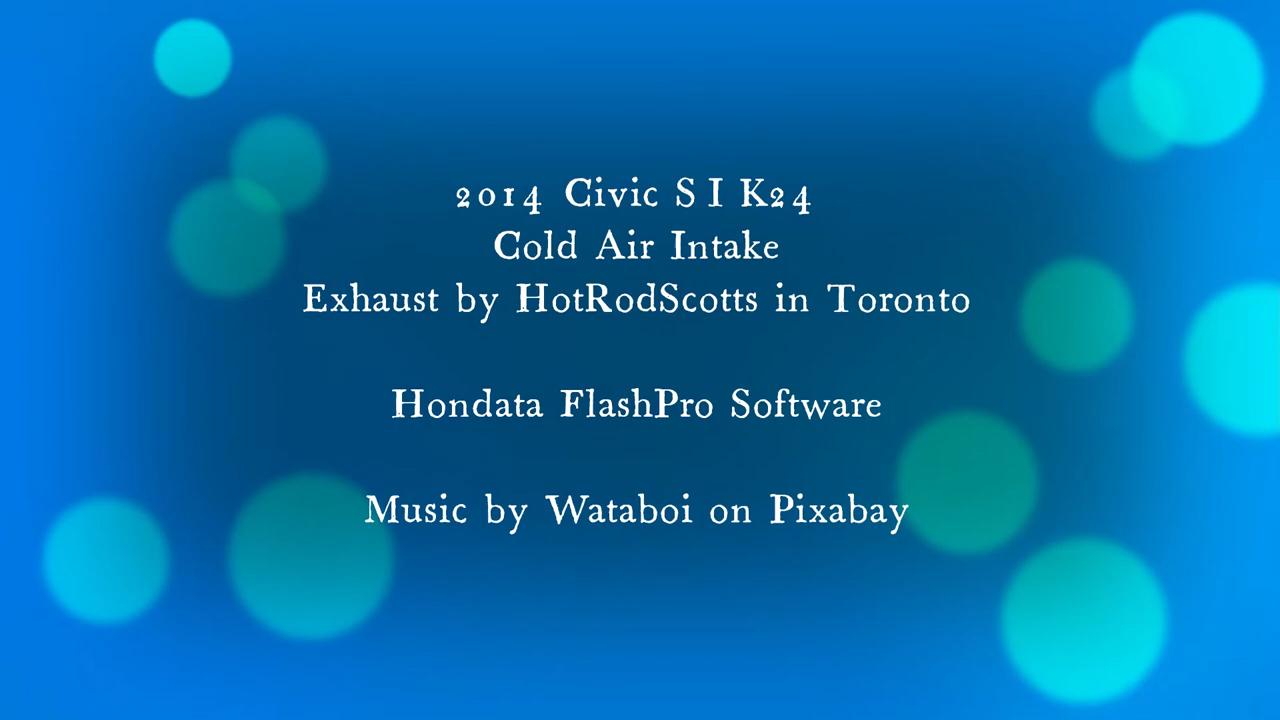 2014 Civic S I K24
Cold Air Intake
Exhaust by HotRodScotts in Toronto
Hondata FlashPro Software
Music by Wataboi on Pixabay